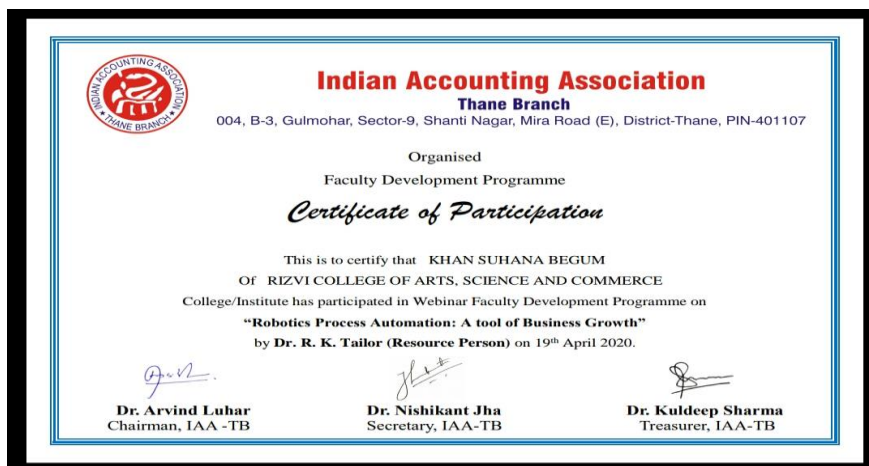 INDIAN ACCOUNTING ASSOCIATION
THANE BRANCH
Indian Accounting Association
Thane Branch
004, B-3, Gulmohar, Sector-9, Shanti Nagar, Mira Road (E), District-Thane, PIN-401107
Organised
Faculty Development Programme
Certificate of Participation
This is to certify that KHAN SUHANA BEGUM
Of RIZVI COLLEGE OF ARTS, SCIENCE AND COMMERCE
College/Institute has participated in Webinar Faculty Development Programme on
“Robotics Process Automation: A tool of Business Growth”
by Dr. R. K. Tailor (Resource Person) on 19th April 2020.
Dr. Arvind Luhar Dr. Nishikant Jha Dr. Kuldeep Sharma
Chairman, IAA -TB Secretary, IAA-TB Treasurer, IAA-TB